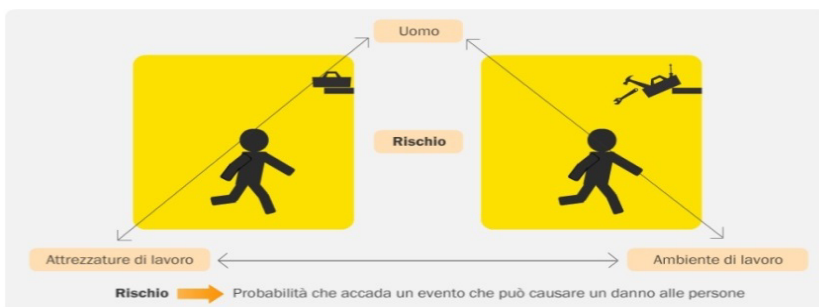 Uomo
Rischio
Attrezzature di lavoro
Ambiente di lavoro
Rischio Probabilità che accada un evento che può causare un danno alle persone